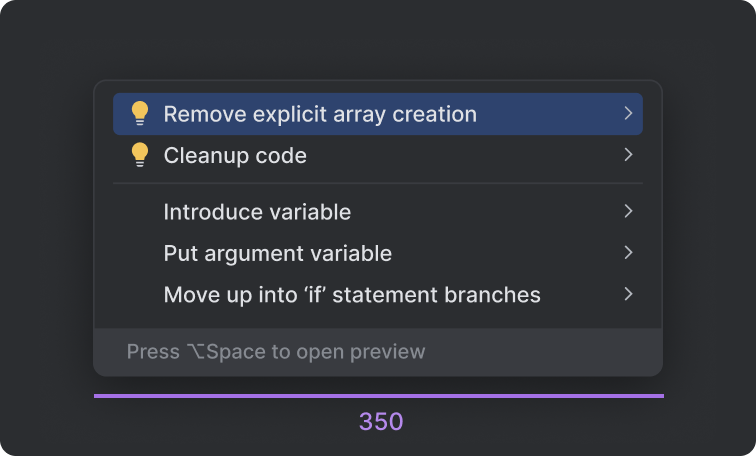 Remove explicit array creation
Cleanup code
Introduce variable
Put argument variable
Move up into ‘if’ statement branches
Press ⌥Space to open preview
350